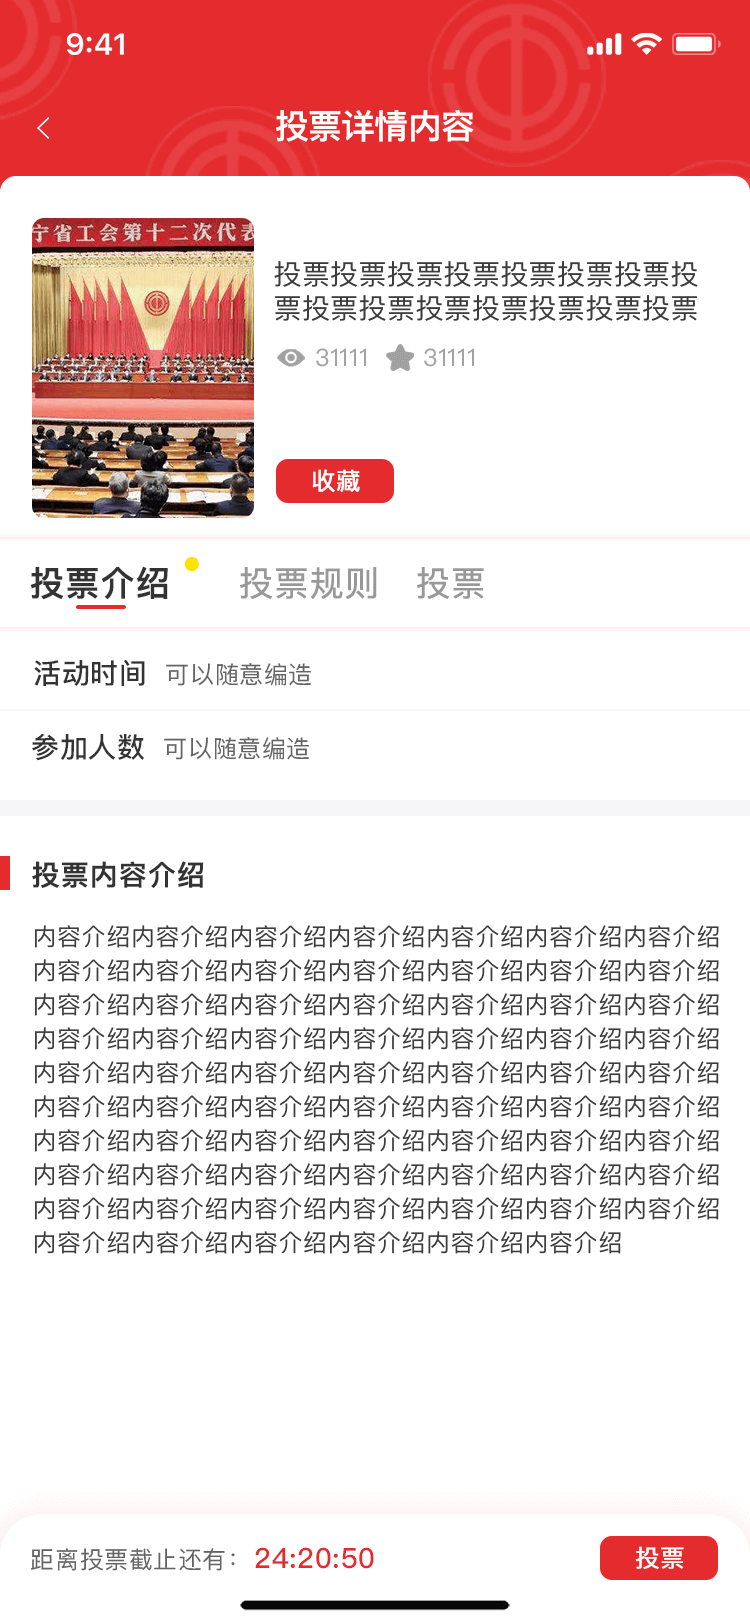 9:41
投票详情内容
宁省工会第十二次代表
投票投票投票投票投票投票投票投
票投票投票投票投票投票投票投票
31111 31111
收藏
投票介绍 投票规则 投票
活动时间 可以随意编造
参加人数 可以随意编造
投票内容介绍
内容介绍内容介绍内容介绍内容介绍内容介绍内容介绍内容介绍
内容介绍内容介绍内容介绍内容介绍内容介绍内容介绍内容介绍
内容介绍内容介绍内容介绍内容介绍内容介绍内容介绍内容介绍
内容介绍内容介绍内容介绍内容介绍内容介绍内容介绍内容介绍
内容介绍内容介绍内容介绍内容介绍内容介绍内容介绍内容介绍
内容介绍内容介绍内容介绍内容介绍内容介绍内容介绍内容介绍
内容介绍内容介绍内容介绍内容介绍内容介绍内容介绍内容介绍
内容介绍内容介绍内容介绍内容介绍内容介绍内容介绍内容介绍
内容介绍内容介绍内容介绍内容介绍内容介绍内容介绍内容介绍
内容介绍内容介绍内容介绍内容介绍内容介绍内容介绍
距离投票截止还有： 24:20:50
投票